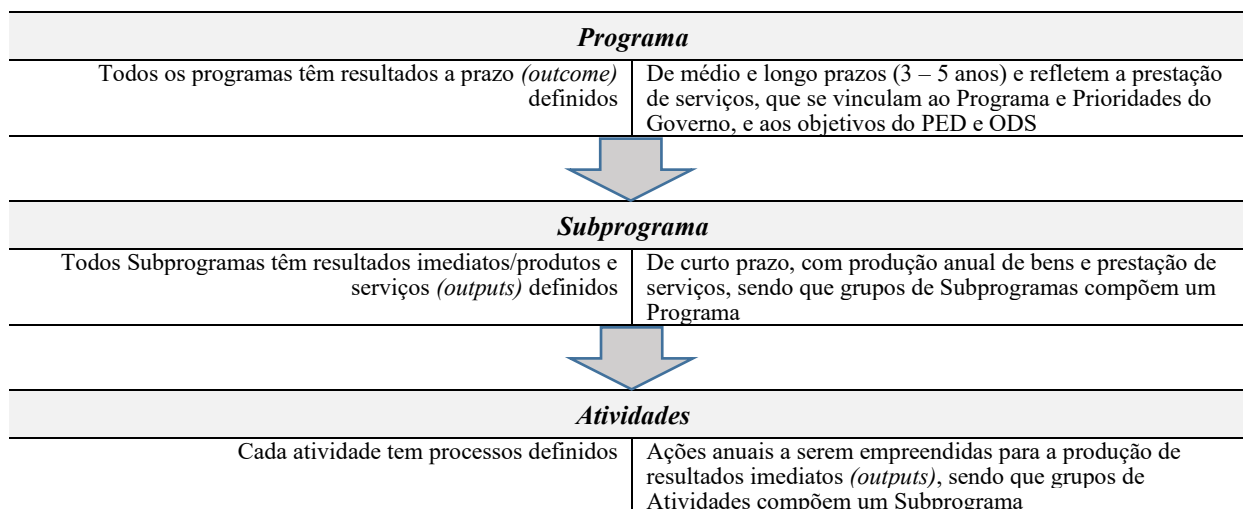 Programa
Todos os programas têm resultados a prazo (outcome)
definidos
De médio e longo prazos (3 – 5 anos) e refletem a prestação
de serviços, que se vinculam ao Programa e Prioridades do
Governo, e aos objetivos do PED e ODS
Subprograma
Todos Subprogramas têm resultados imediatos/produtos e
serviços (outputs) definidos
De curto prazo, com produção anual de bens e prestação de
serviços, sendo que grupos de Subprogramas compõem um
Programa
Atividades
Cada atividade tem processos definidos
Ações anuais a serem empreendidas para a produção de
resultados imediatos (outputs), sendo que grupos de
Atividades compõem um Subprograma